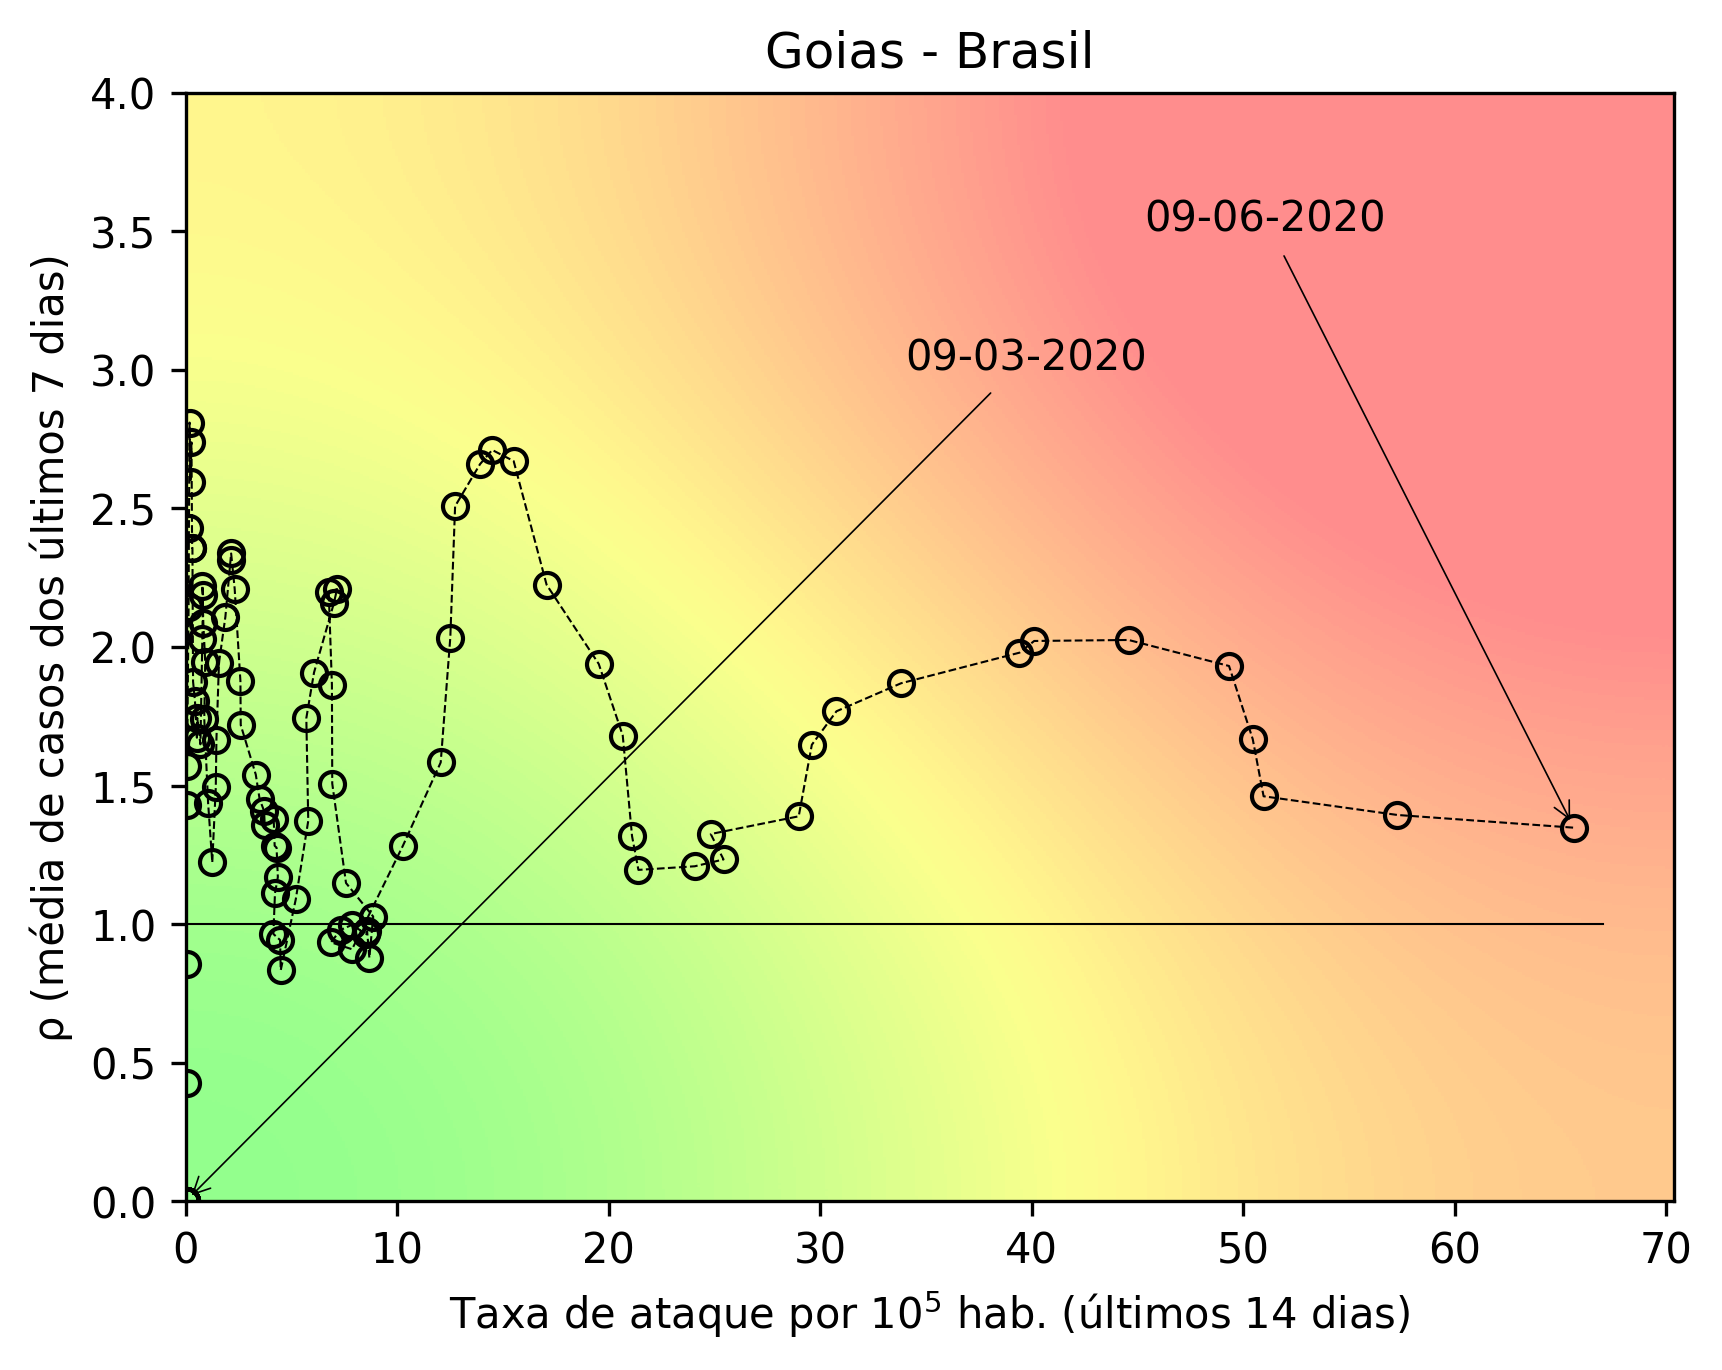 Goias - Brasil
4.0
3.5
3.0
2.5
2.0
1.5
1.0
0.5
0.0
ρ (média de casos dos últimos 7 dias)
09-06-2020
09-03-2020
0 10 20 30 40 50 60 70
Taxa de ataque por 10⁵ hab. (últimos 14 dias)